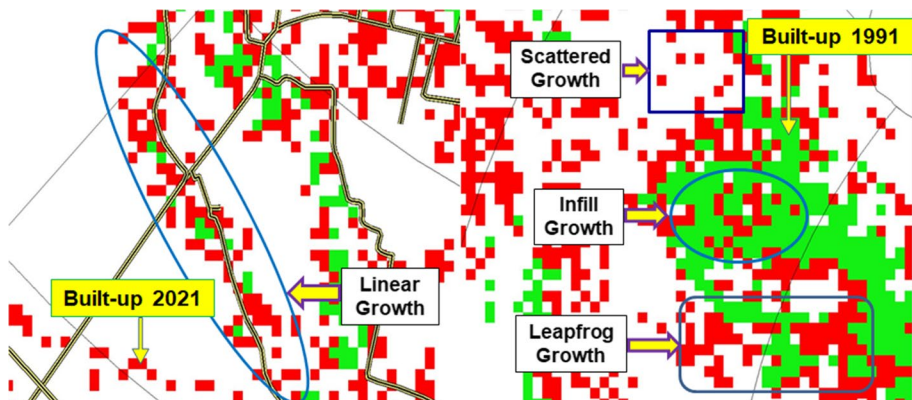 Scattered
Growth
Built-up 1991
Infill
Growth
Built-up 2021
Linear
Growth
Leapfrog
Growth